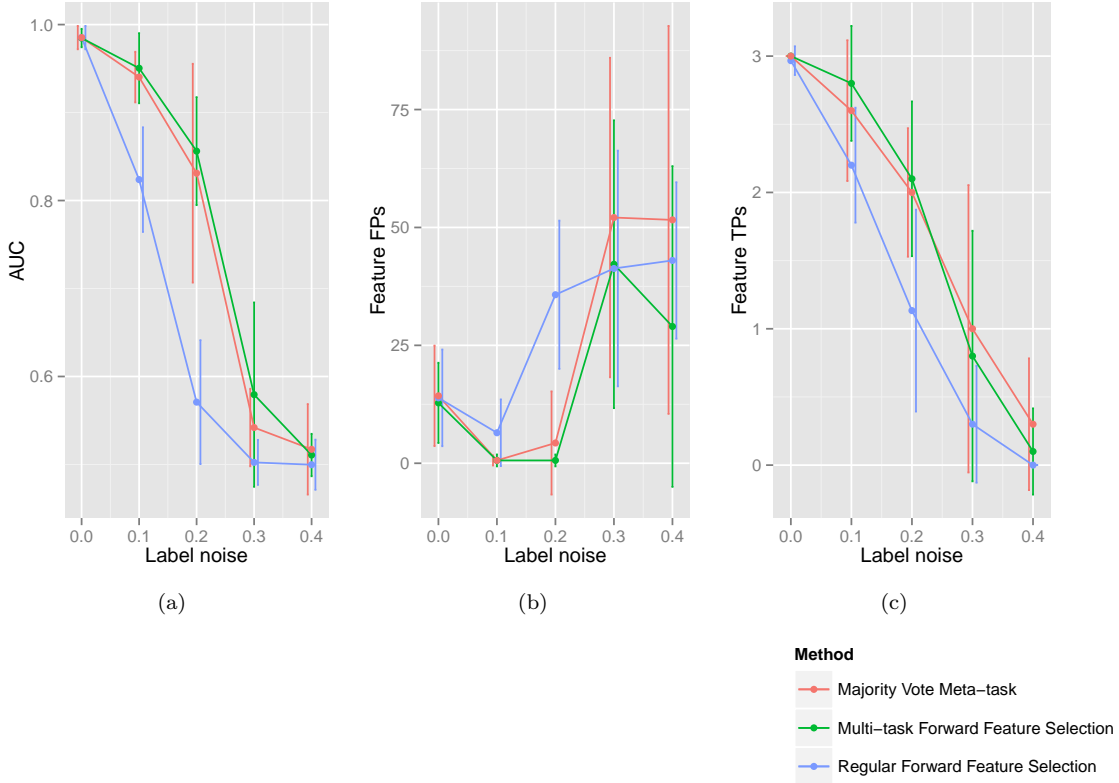 1.0
0.8
0.6
AUC
0.0 0.1 0.2 0.3 0.4
Label noise
(a)
75
50
25
0
Feature FPs
0.0 0.1 0.2 0.3 0.4
Label noise
(b)
3
2
1
0
Feature TPs
0.0 0.1 0.2 0.3 0.4
Label noise
(c)
Method
Majority Vote Meta−task
Multi−task Forward Feature Selection
Regular Forward Feature Selection